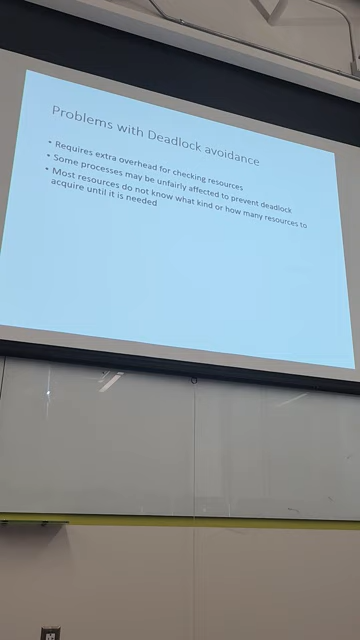 Problems with Deadlock avoidance
• Requires extra overhead for checking resources
• Some processes may be unfairly affected to prevent deadlock
• Most resources do not know what kind or how many resources to
acquire until it is needed